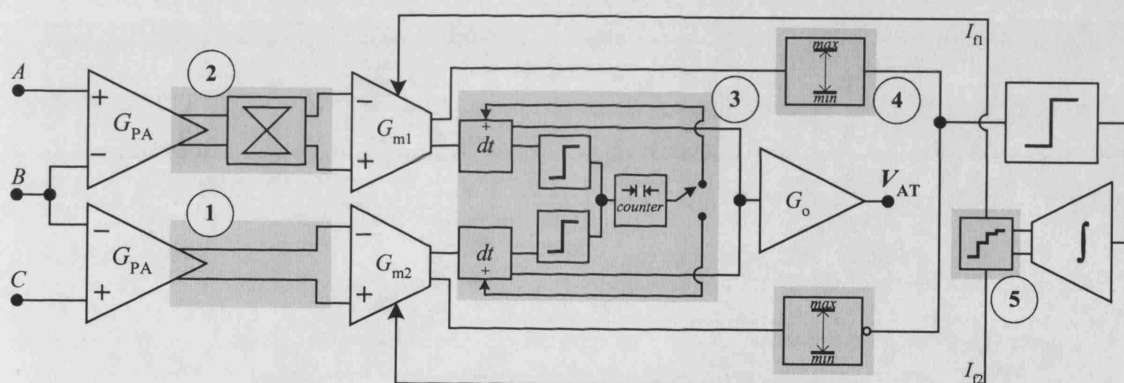 I_f1
A
+
G_PA
−
2
−
G_m1
+
max
min
3
4
+
dt
counter
V_AT
G_o
B
1
−
G_PA
+
C
−
G_m2
+
dt
+
∫
5
max
min
I_f2